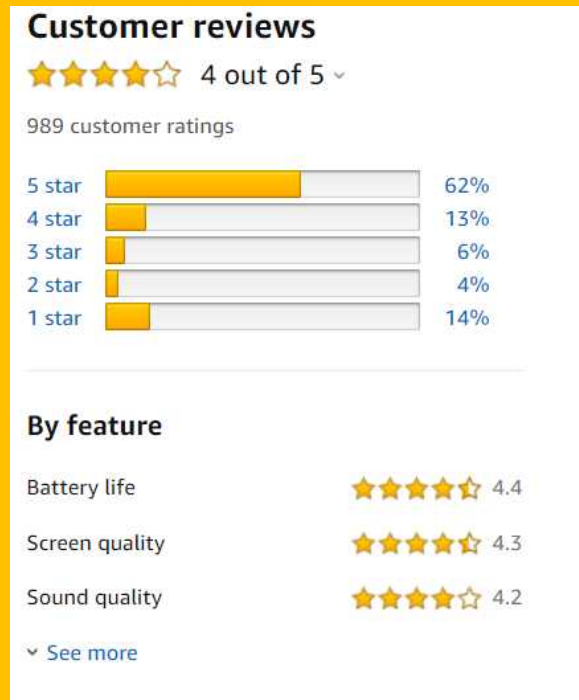 Customer reviews
4 out of 5
989 customer ratings
5 star 62%
4 star 13%
3 star 6%
2 star 4%
1 star 14%
By feature
Battery life 4.4
Screen quality 4.3
Sound quality 4.2
See more